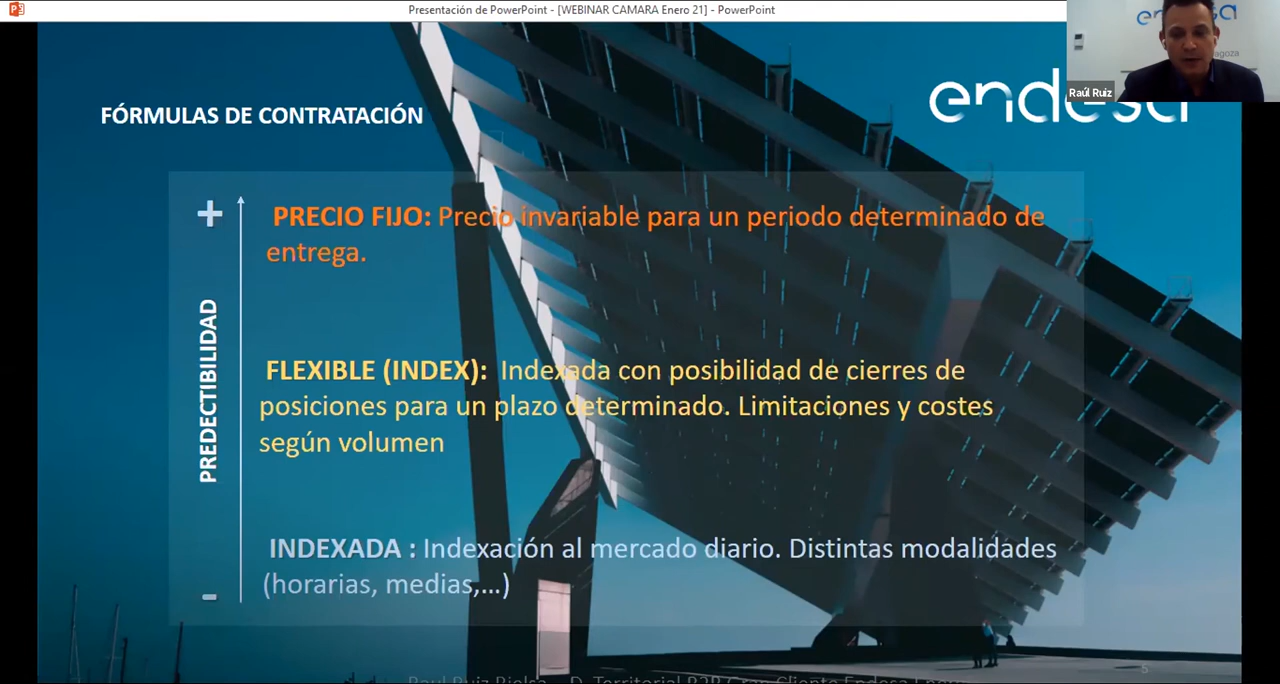 Presentación de PowerPoint - [WEBINAR CAMARA Enero 21] - PowerPoint
endesa
Raúl Ruiz
FÓRMULAS DE CONTRATACIÓN
endesa
+
PRECIO FIJO: Precio invariable para un periodo determinado de
entrega.
PREDECTIBILIDAD
FLEXIBLE (INDEX): Indexada con posibilidad de cierres de
posiciones para un plazo determinado. Limitaciones y costes
según volumen
INDEXADA : Indexación al mercado diario. Distintas modalidades
(horarias, medias,...)
-
5